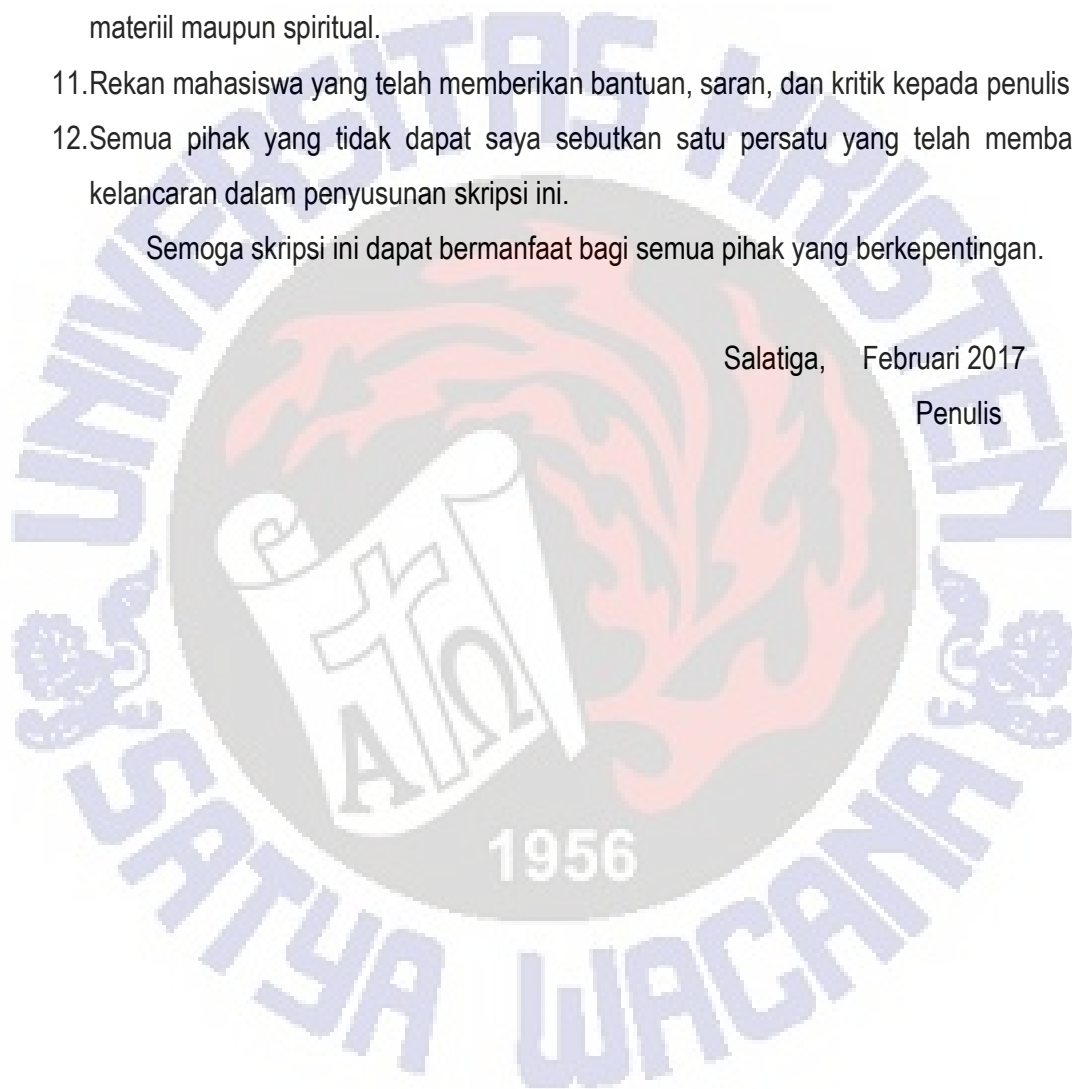 materiil maupun spiritual.
11.Rekan mahasiswa yang telah memberikan bantuan, saran, dan kritik kepada penulis
12.Semua pihak yang tidak dapat saya sebutkan satu persatu yang telah memba
kelancaran dalam penyusunan skripsi ini.
Semoga skripsi ini dapat bermanfaat bagi semua pihak yang berkepentingan.
Salatiga, Februari 2017
Penulis
UNIVERSITAS KRISTEN
Α Ω
1956
SATYA WACANA